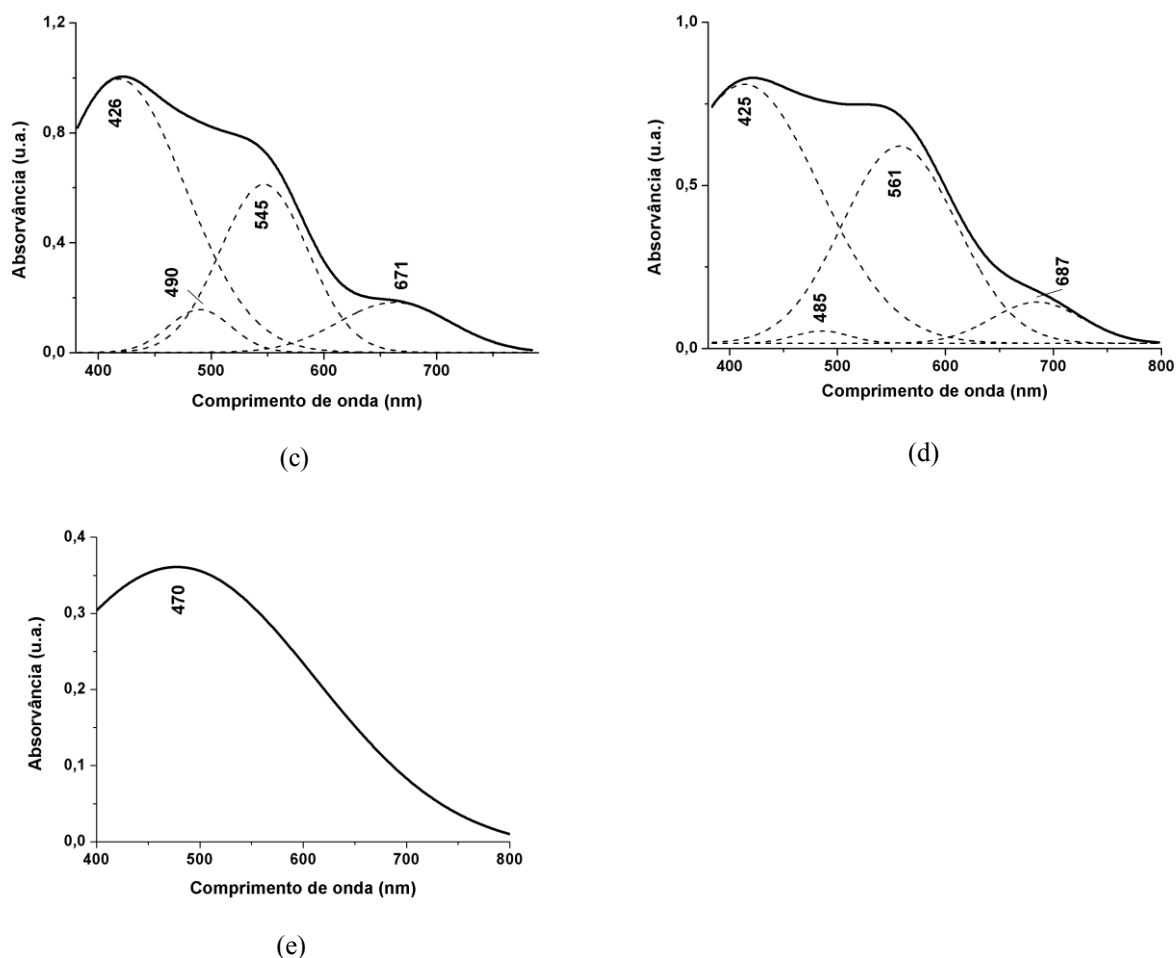 1,2
0,8
0,4
0,0
Absorvância (u.a.)
426
490
545
671
400 500 600 700
Comprimento de onda (nm)
(c)
1,0
0,5
0,0
Absorvância (u.a.)
425
485
561
687
400 500 600 700 800
Comprimento de onda (nm)
(d)
0,4
0,3
0,2
0,1
0,0
Absorvância (u.a.)
470
400 500 600 700 800
Comprimento de onda (nm)
(e)